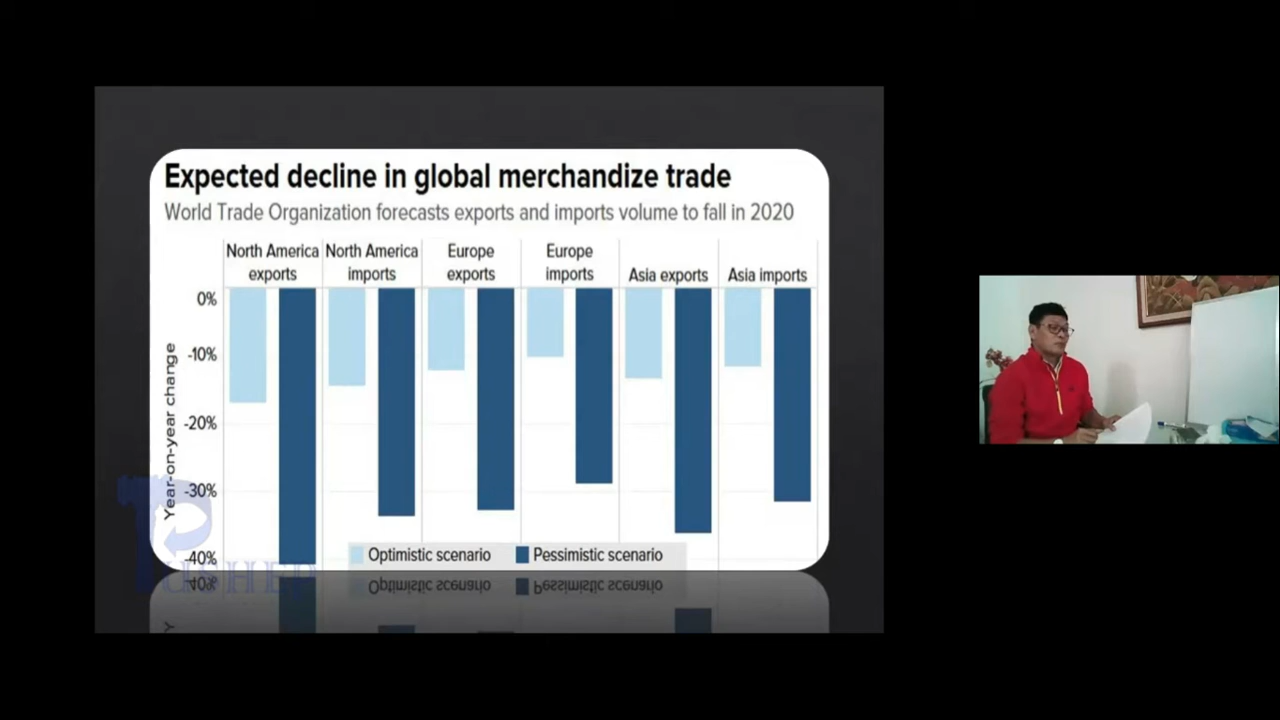 Expected decline in global merchandize trade
World Trade Organization forecasts exports and imports volume to fall in 2020
North America exports
North America imports
Europe exports
Europe imports
Asia exports
Asia imports
Year-on-year change
0%
-10%
-20%
-30%
-40%
Optimistic scenario
Pessimistic scenario